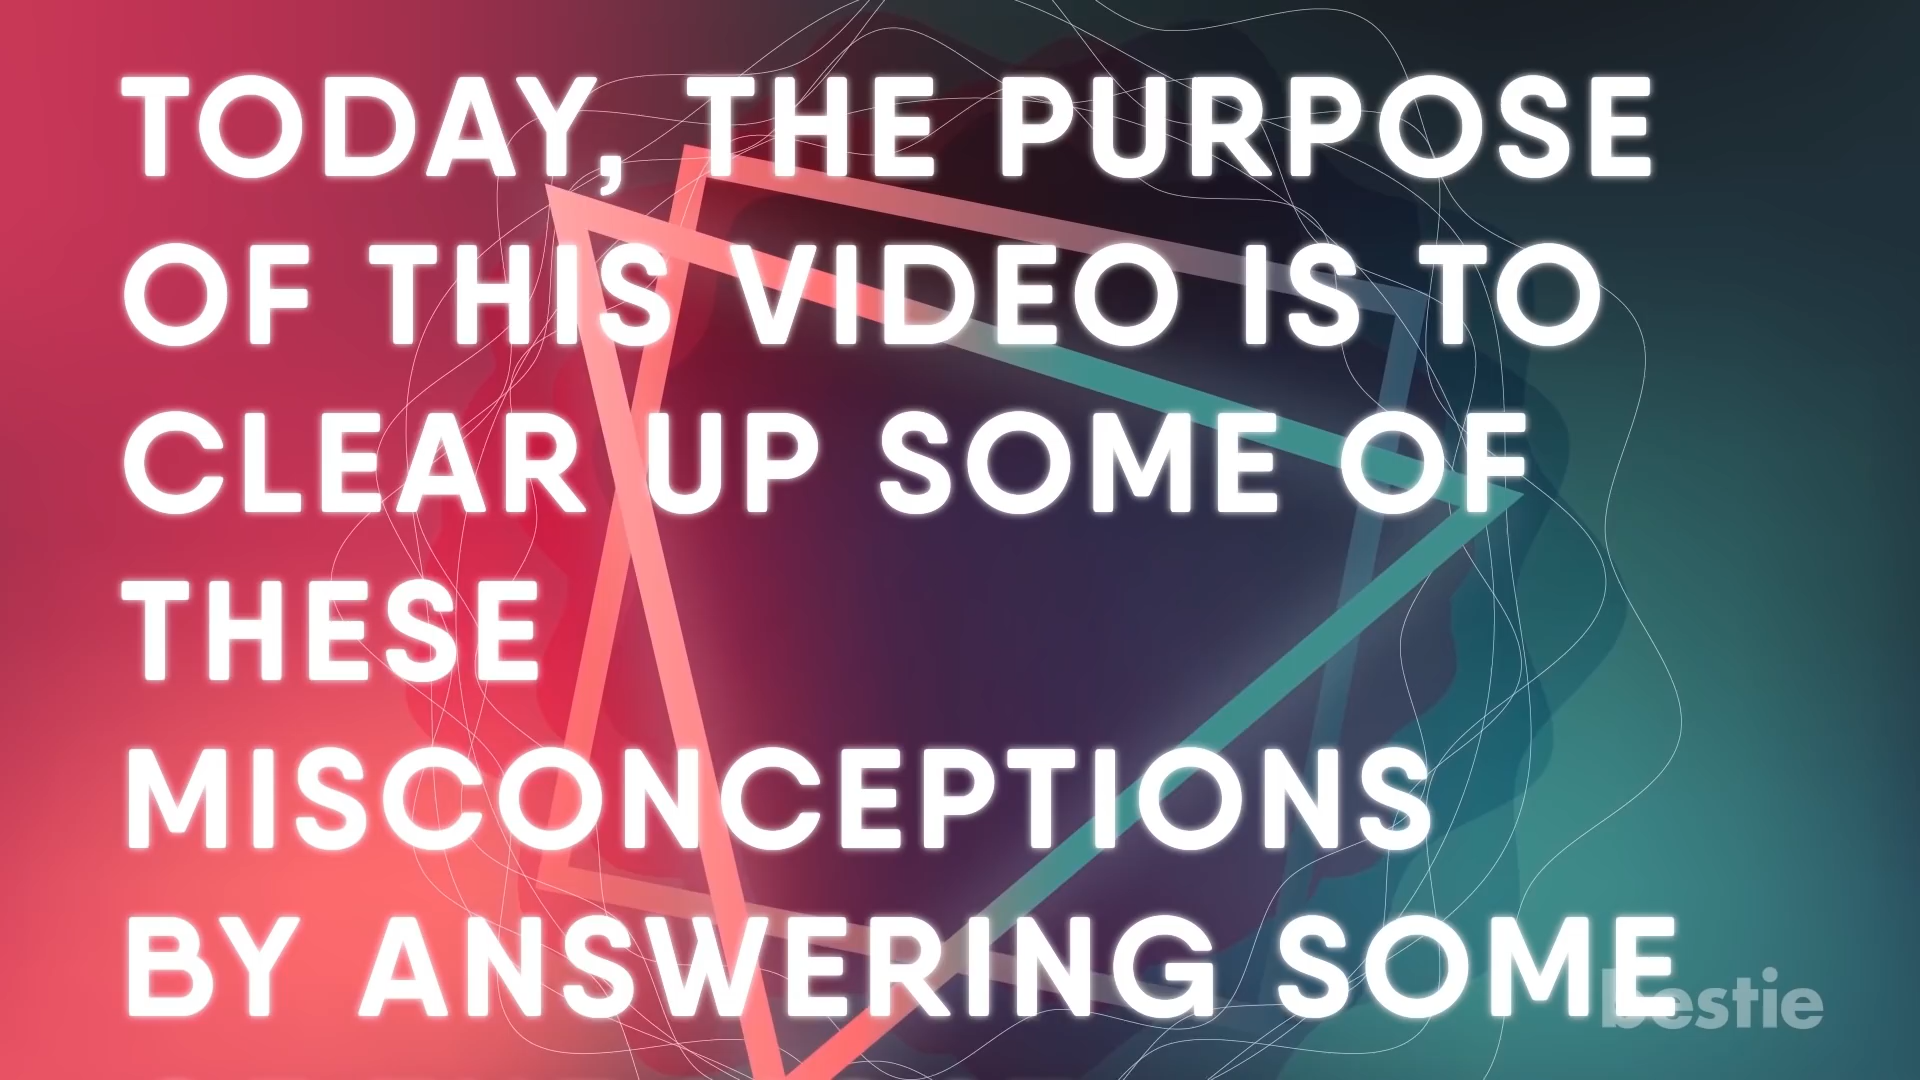 TODAY, THE PURPOSE
OF THIS VIDEO IS TO
CLEAR UP SOME OF
THESE
MISCONCEPTIONS
BY ANSWERING SOME
bestie